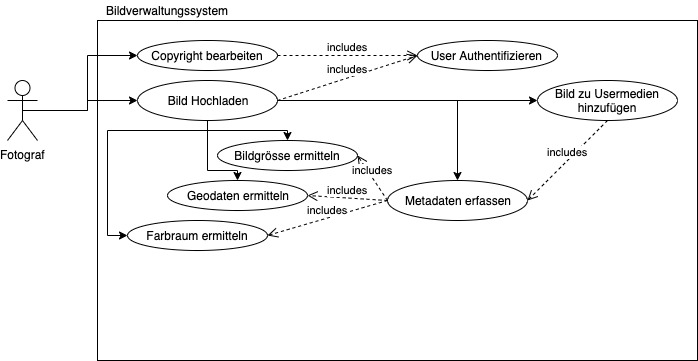 Bildverwaltungssystem
Copyright bearbeiten
includes
User Authentifizieren
includes
Bild Hochladen
Bild zu Usermedien
hinzufügen
Fotograf
Bildgrösse ermitteln
includes
includes
Geodaten ermitteln
includes
Metadaten erfassen
includes
Farbraum ermitteln